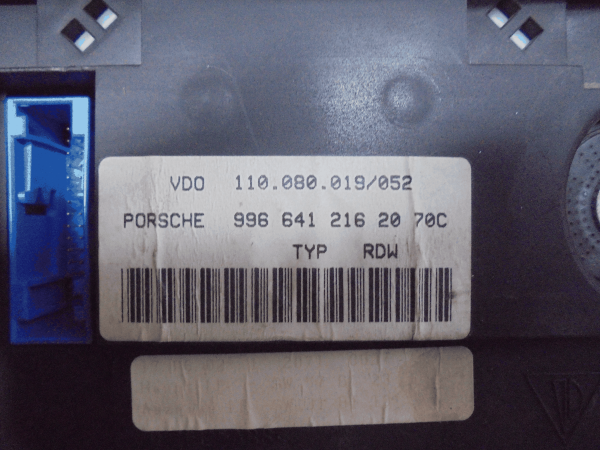 VDO 110.080.019/052
PORSCHE 996 641 216 20 70C
TYP RDW